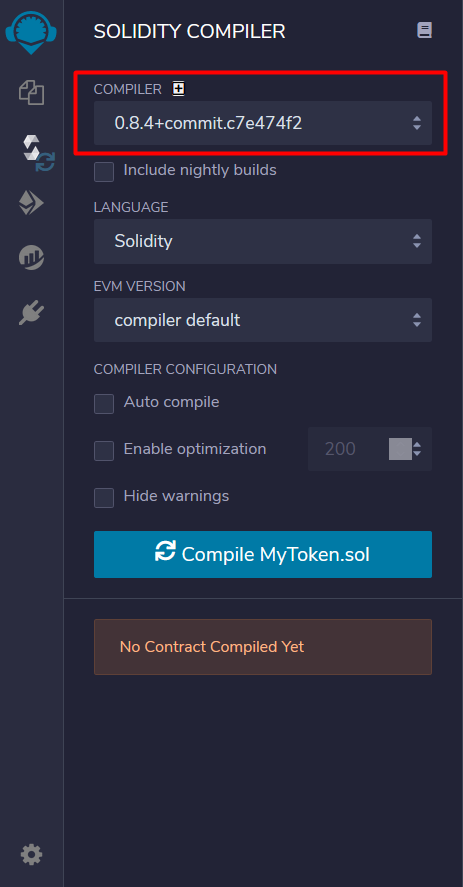 SOLIDITY COMPILER
COMPILER
0.8.4+commit.c7e474f2
Include nightly builds
LANGUAGE
Solidity
EVM VERSION
compiler default
COMPILER CONFIGURATION
Auto compile
Enable optimization 200
Hide warnings
Compile MyToken.sol
No Contract Compiled Yet